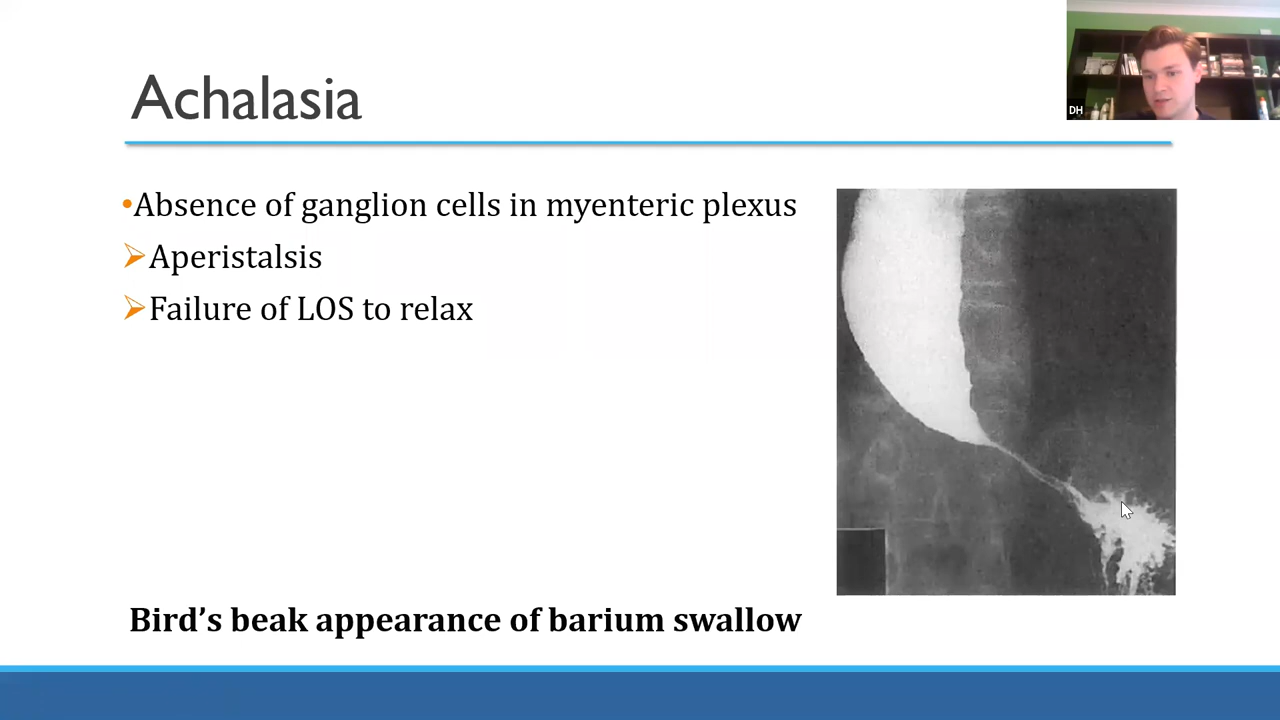 DH
Achalasia
•Absence of ganglion cells in myenteric plexus
➢Aperistalsis
➢Failure of LOS to relax
Bird’s beak appearance of barium swallow